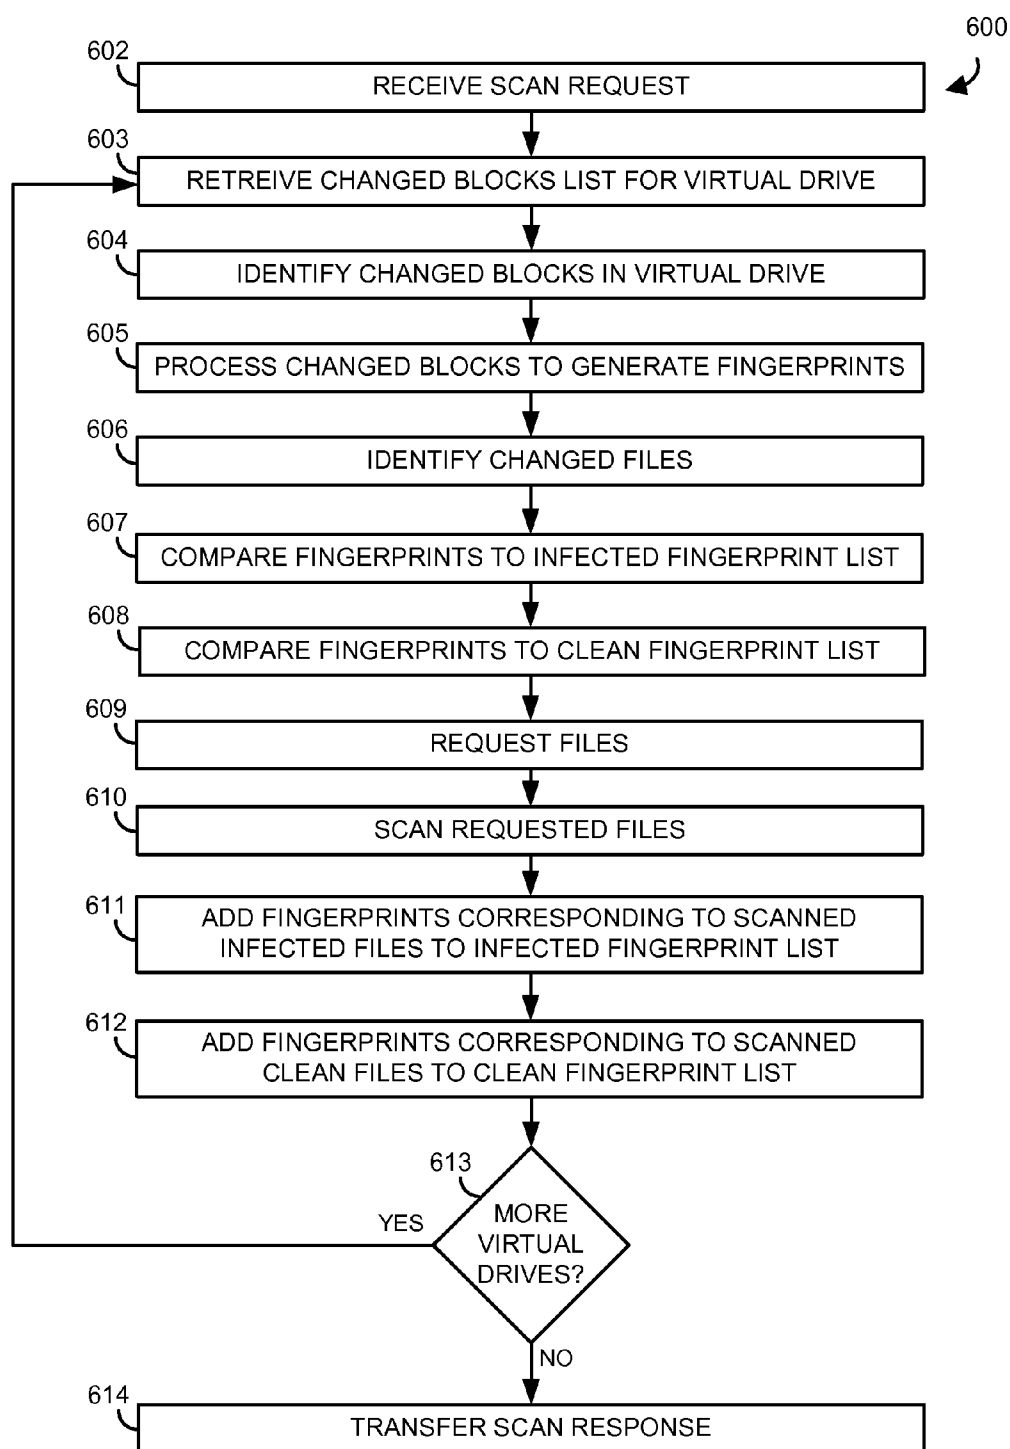 600
602
RECEIVE SCAN REQUEST
603
RETREIVE CHANGED BLOCKS LIST FOR VIRTUAL DRIVE
604
IDENTIFY CHANGED BLOCKS IN VIRTUAL DRIVE
605
PROCESS CHANGED BLOCKS TO GENERATE FINGERPRINTS
606
IDENTIFY CHANGED FILES
607
COMPARE FINGERPRINTS TO INFECTED FINGERPRINT LIST
608
COMPARE FINGERPRINTS TO CLEAN FINGERPRINT LIST
609
REQUEST FILES
610
SCAN REQUESTED FILES
611
ADD FINGERPRINTS CORRESPONDING TO SCANNED
INFECTED FILES TO INFECTED FINGERPRINT LIST
612
ADD FINGERPRINTS CORRESPONDING TO SCANNED
CLEAN FILES TO CLEAN FINGERPRINT LIST
613
YES
MORE
VIRTUAL
DRIVES?
NO
614
TRANSFER SCAN RESPONSE